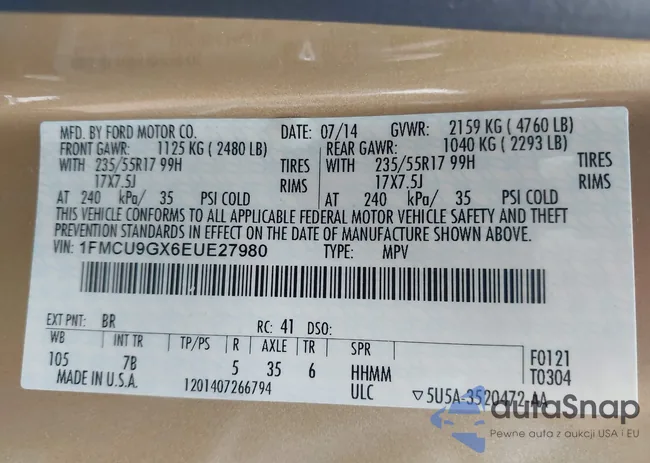 MFD. BY FORD MOTOR CO. DATE: 07/14 GVWR: 2159 KG ( 4760 LB)
FRONT GAWR: 1125 KG ( 2480 LB) REAR GAWR: 1040 KG ( 2293 LB)
WITH 235/55R17 99H TIRES WITH 235/55R17 99H TIRES
17X7.5J RIMS 17X7.5J RIMS
AT 240 kPa/ 35 PSI COLD AT 240 kPa/ 35 PSI COLD
THIS VEHICLE CONFORMS TO ALL APPLICABLE FEDERAL MOTOR VEHICLE SAFETY AND THEFT
PREVENTION STANDARDS IN EFFECT ON THE DATE OF MANUFACTURE SHOWN ABOVE.
VIN: 1FMCU9GX6EUE27980 TYPE: MPV
EXT PNT: BR RC: 41 DSO:
WB INT TR TP/PS R AXLE TR SPR F0121
105 7B 5 35 6 HHMM T0304
MADE IN U.S.A. 1201407266794 ULC ▽5U5A-3520472-AA
autoSnap
Pewne auta z aukcji USA i EU